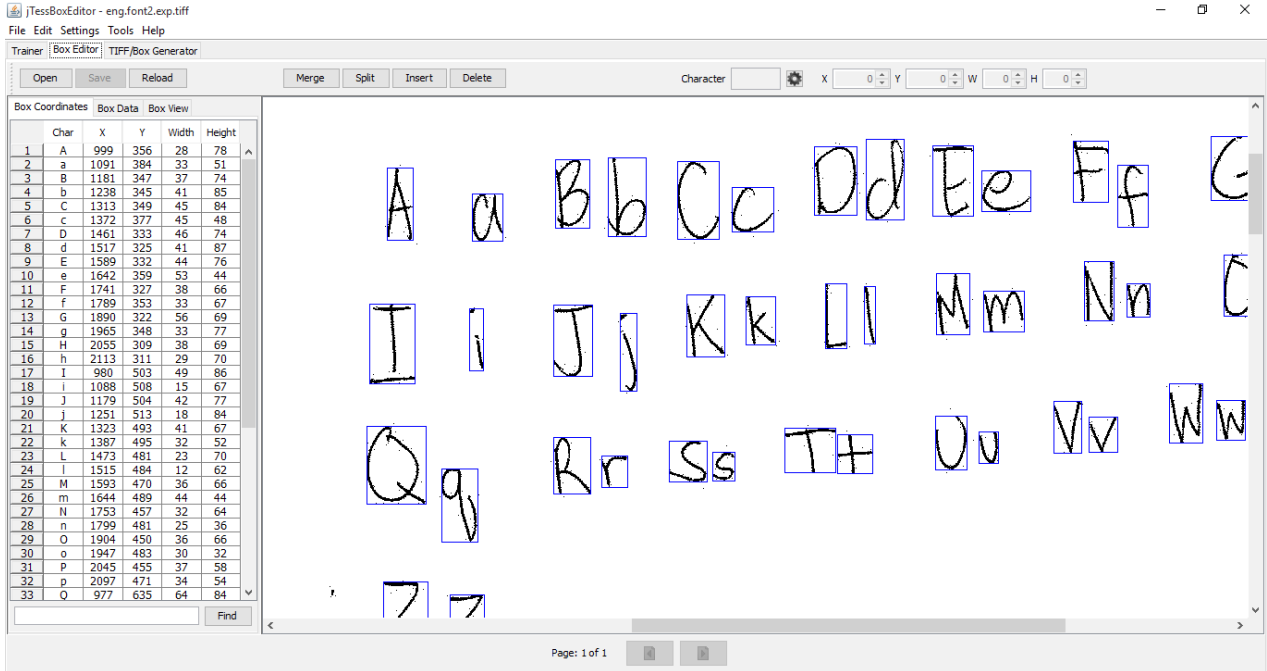 jTessBoxEditor - eng.font2.exp.tiff
File Edit Settings Tools Help
Trainer Box Editor TIFF/Box Generator
Open Save Reload Merge Split Insert Delete Character X 0 Y 0 W 0 H 0
Box Coordinates Box Data Box View
Char X Y Width Height
1 A 999 356 28 78
2 a 1091 384 33 51
3 B 1181 347 37 74
4 b 1238 345 41 85
5 C 1313 349 45 84
6 c 1372 377 45 48
7 D 1461 333 46 74
8 d 1517 325 41 87
9 E 1589 332 44 76
10 e 1642 359 53 44
11 F 1741 327 38 66
12 f 1789 353 33 67
13 G 1890 322 56 69
14 g 1965 348 33 77
15 H 2055 309 38 69
16 h 2113 311 29 70
17 I 980 503 49 86
18 i 1088 508 15 67
19 J 1179 504 42 77
20 j 1251 513 18 84
21 K 1323 493 41 67
22 k 1387 495 32 52
23 L 1473 481 23 70
24 l 1515 484 12 62
25 M 1593 470 36 66
26 m 1644 489 44 44
27 N 1753 457 32 64
28 n 1799 481 25 36
29 O 1904 450 36 66
30 o 1947 483 30 32
31 P 2045 455 37 58
32 p 2097 471 34 54
33 Q 977 635 64 84
Find
A a B b C c D d E e F f G
I i J j K k L l M m N n O
Q q R r S s T t U u V v W w
Z z
Page: 1 of 1